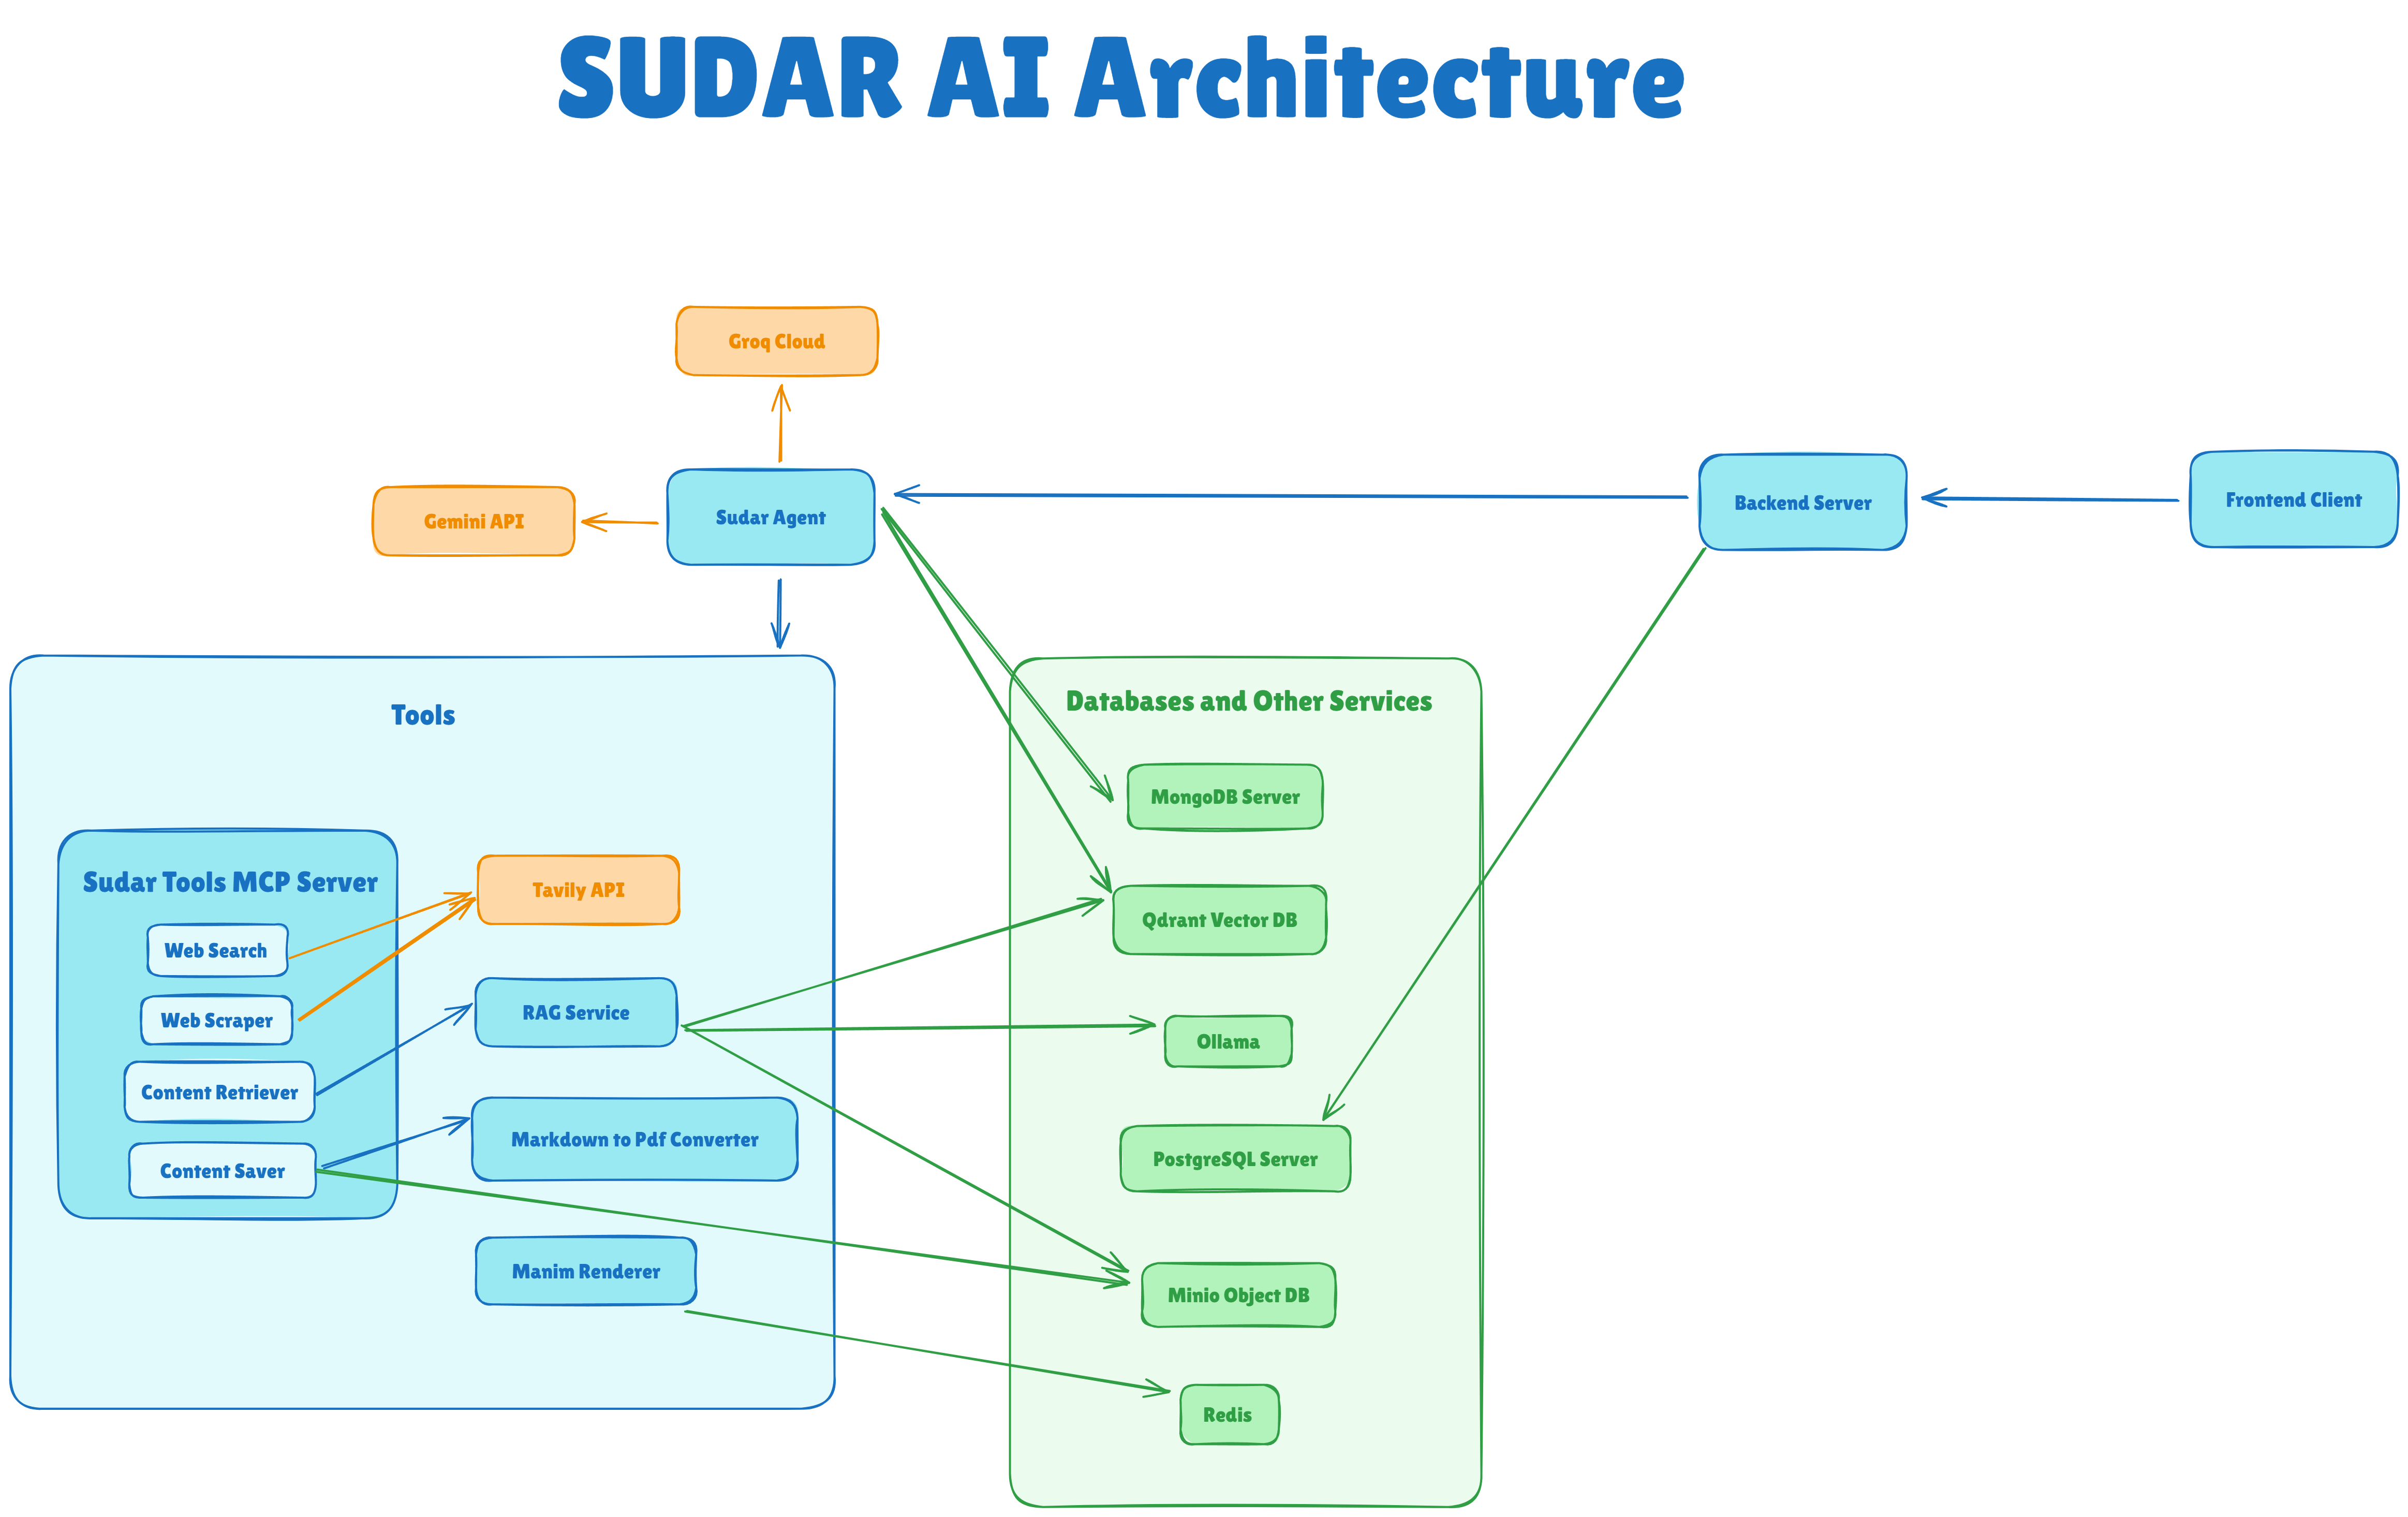 SUDAR AI Architecture
Groq Cloud
Gemini API
Sudar Agent
Backend Server
Frontend Client
Tools
Sudar Tools MCP Server
Web Search
Web Scraper
Content Retriever
Content Saver
Tavily API
RAG Service
Markdown to Pdf Converter
Manim Renderer
Databases and Other Services
MongoDB Server
Qdrant Vector DB
Ollama
PostgreSQL Server
Minio Object DB
Redis